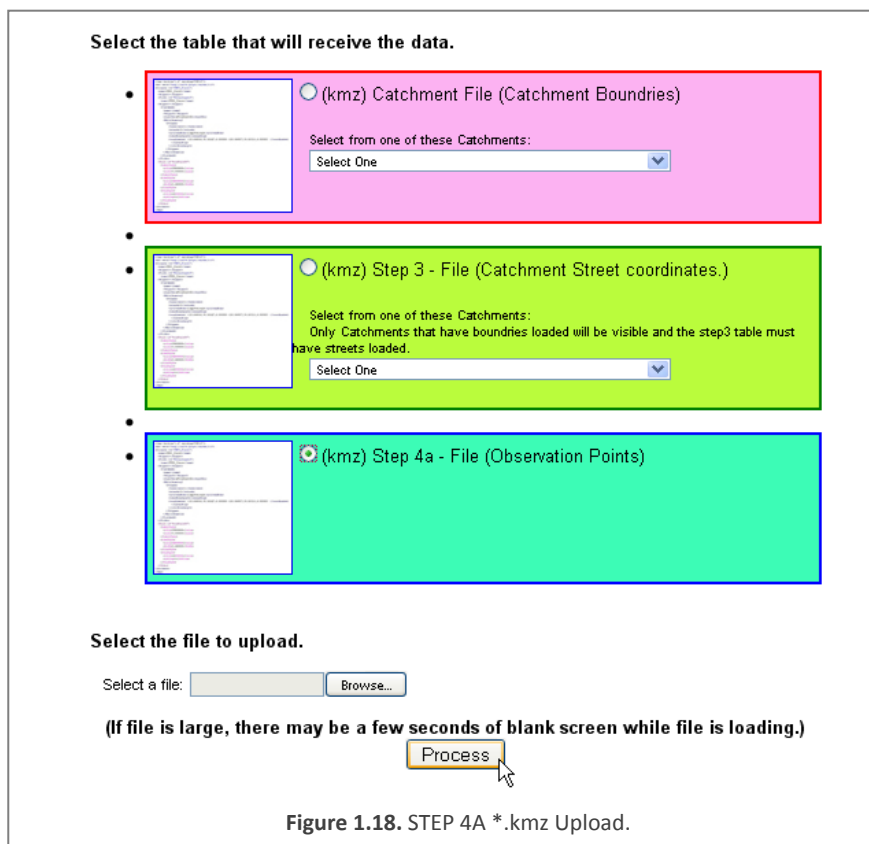 Select the table that will receive the data.
(kmz) Catchment File (Catchment Boundries)
Select from one of these Catchments:
Select One
(kmz) Step 3 - File (Catchment Street coordinates.)
Select from one of these Catchments:
Only Catchments that have boundries loaded will be visible and the step3 table must
have streets loaded.
Select One
(kmz) Step 4a - File (Observation Points)
Select the file to upload.
Select a file:
Browse...
(If file is large, there may be a few seconds of blank screen while file is loading.)
Process
Figure 1.18. STEP 4A *.kmz Upload.